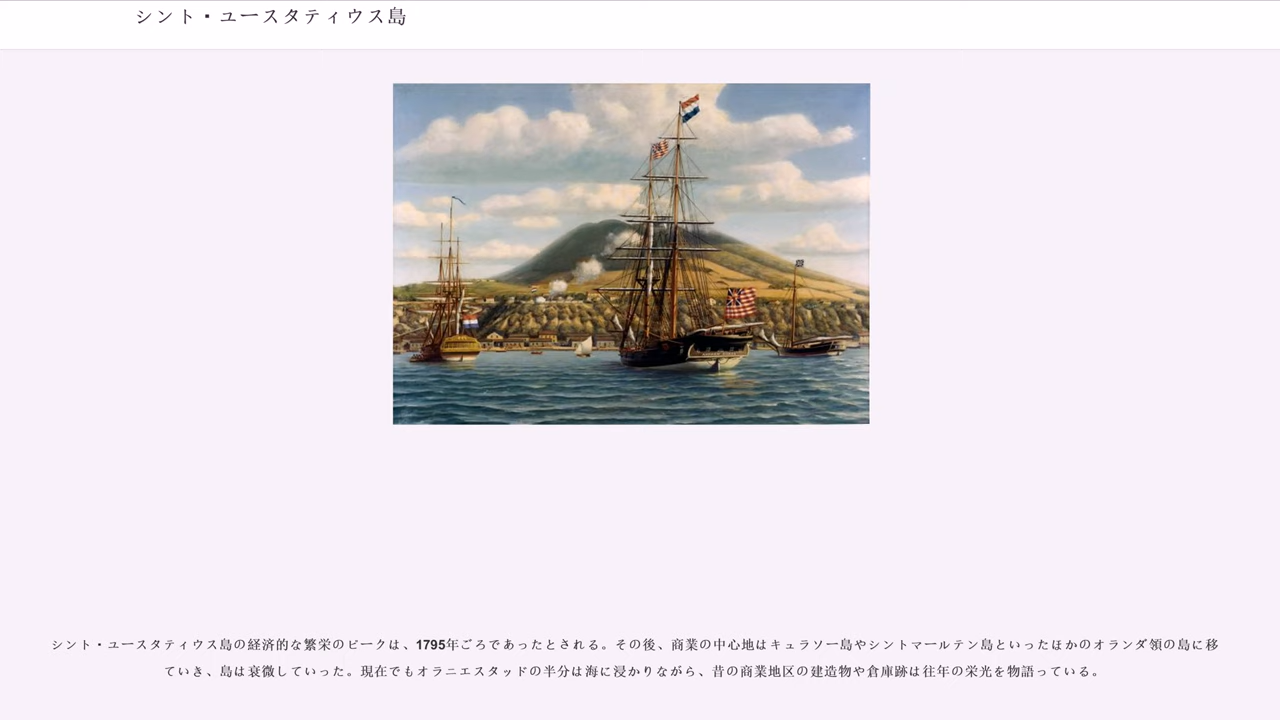 シント・ユースタティウス島
シント・ユースタティウス島の経済的な繁栄のピークは、1795年ごろであったとされる。その後、商業の中心地はキュラソー島やシントマールテン島といったほかのオランダ領の島に移
ていき、島は衰微していった。現在でもオラニエスタッドの半分は海に浸かりながら、昔の商業地区の建造物や倉庫跡は往年の栄光を物語っている。